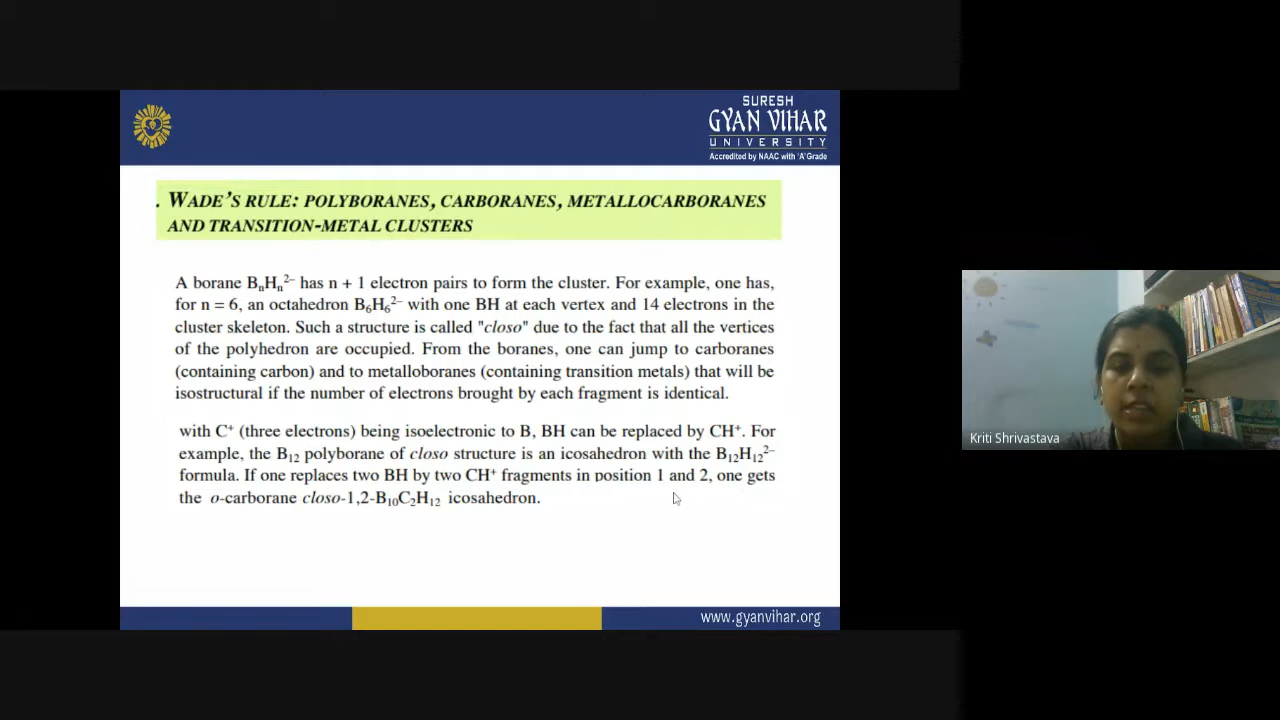 SURESH
GYAN VIHAR
UNIVERSITY
Accredited by NAAC with 'A' Grade
. WADE'S RULE: POLYBORANES, CARBORANES, METALLOCARBORANES
AND TRANSITION-METAL CLUSTERS
A borane BₙHₙ²⁻ has n + 1 electron pairs to form the cluster. For example, one has,
for n = 6, an octahedron B₆H₆²⁻ with one BH at each vertex and 14 electrons in the
cluster skeleton. Such a structure is called "closo" due to the fact that all the vertices
of the polyhedron are occupied. From the boranes, one can jump to carboranes
(containing carbon) and to metalloboranes (containing transition metals) that will be
isostructural if the number of electrons brought by each fragment is identical.
with C⁺ (three electrons) being isoelectronic to B, BH can be replaced by CH⁺. For
example, the B₁₂ polyborane of closo structure is an icosahedron with the B₁₂H₁₂²⁻
formula. If one replaces two BH by two CH⁺ fragments in position 1 and 2, one gets
the o-carborane closo-1,2-B₁₀C₂H₁₂ icosahedron.
Kriti Shrivastava
www.gyanvihar.org